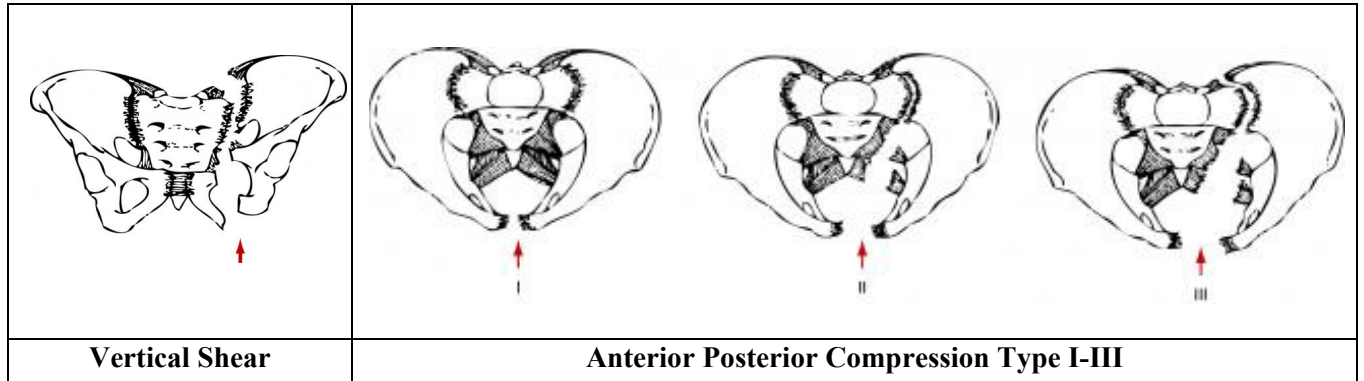 I
II
III
Vertical Shear
Anterior Posterior Compression Type I-III